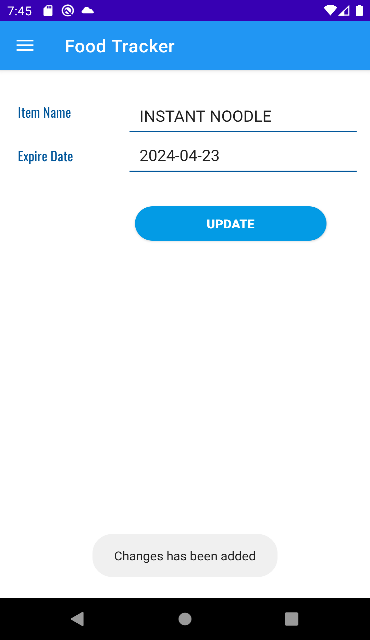 7:45
Food Tracker
Item Name
INSTANT NOODLE
Expire Date
2024-04-23
UPDATE
Changes has been added